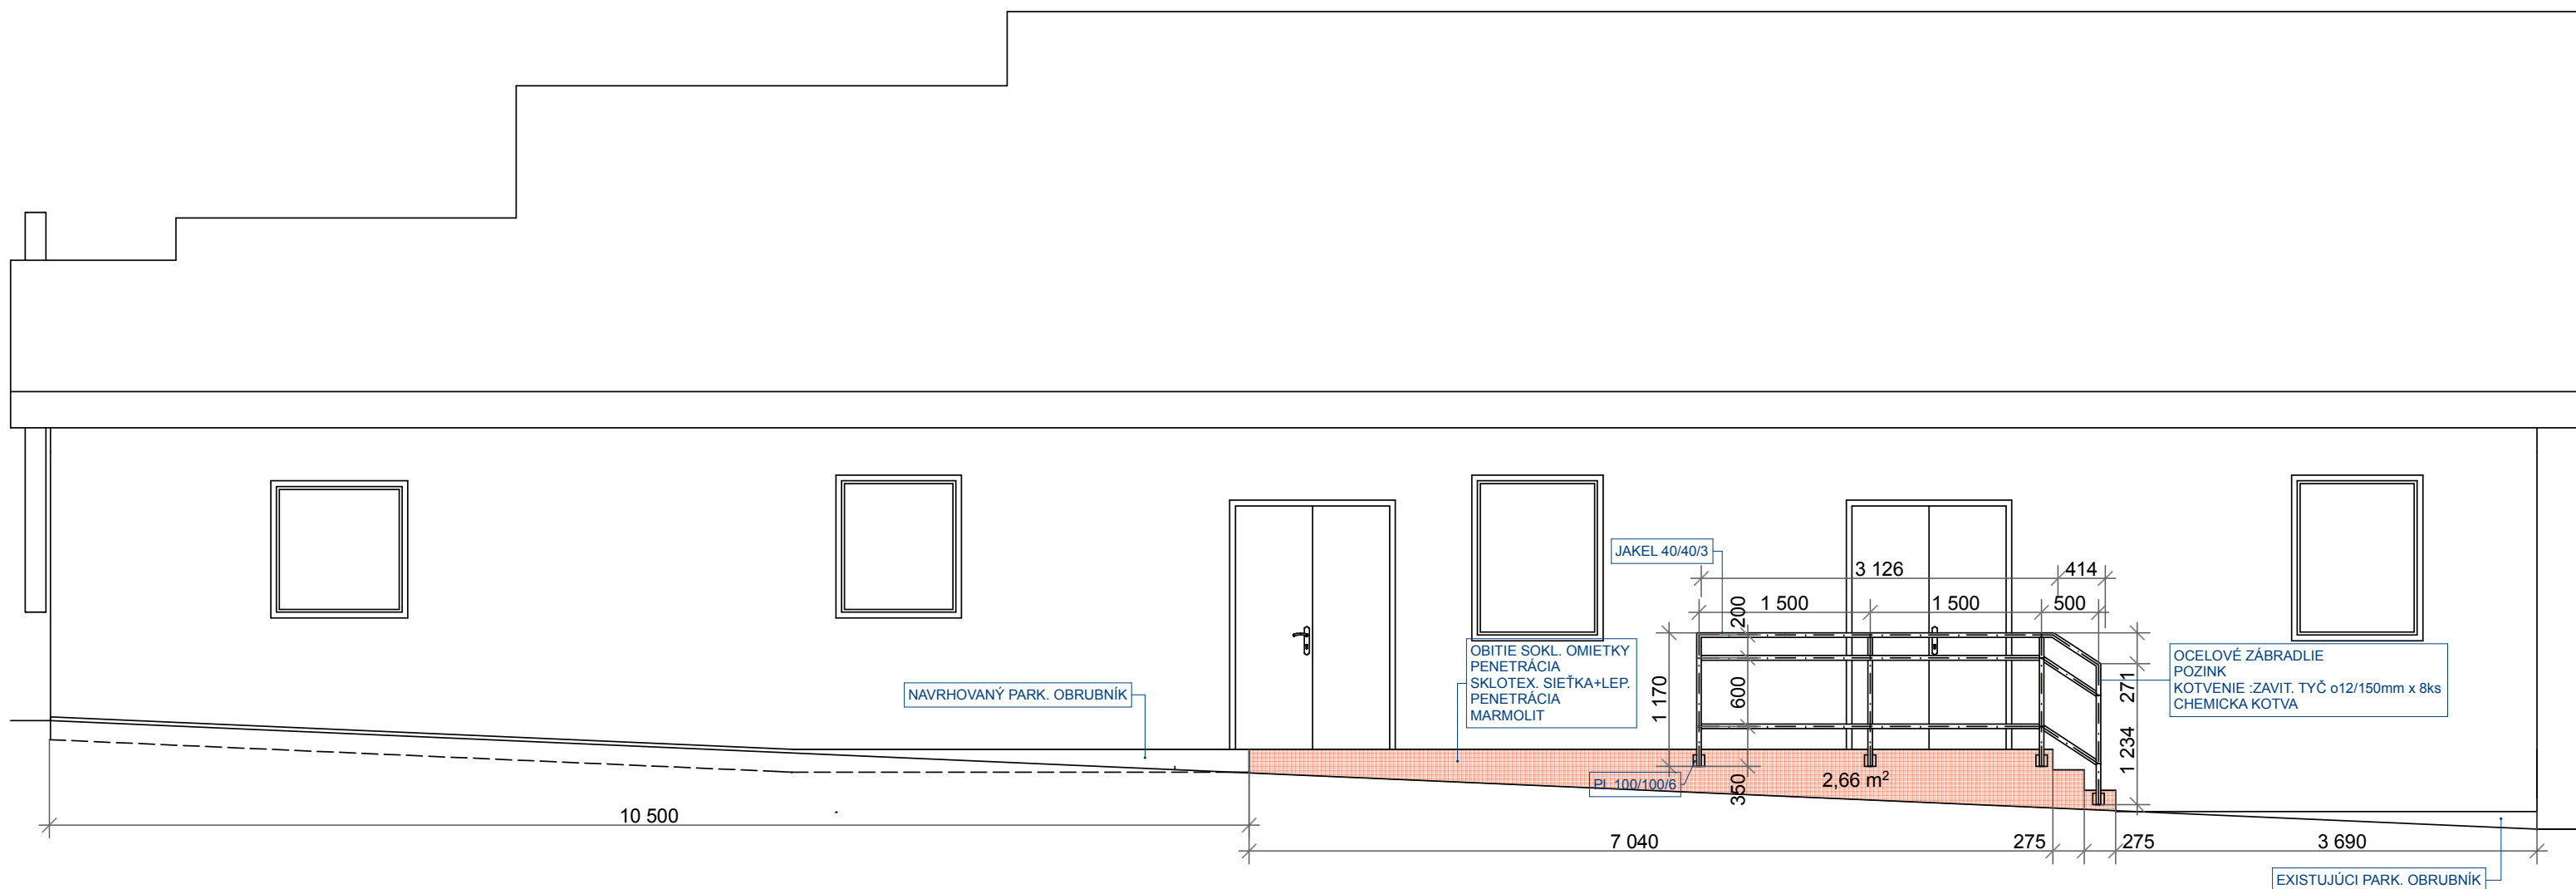 JAKEL 40/40/3
3 126
414
1 500
1 500
500
200
600
350
1 170
271
1 234
OBITIE SOKL. OMIETKY
PENETRÁCIA
SKLOTEX. SIEŤKA+LEP.
PENETRÁCIA
MARMOLIT
OCELOVÉ ZÁBRADLIE
POZINK
KOTVENIE :ZAVIT. TYČ o12/150mm x 8ks
CHEMICKA KOTVA
NAVRHOVANÝ PARK. OBRUBNÍK
PL 100/100/6
2,66 m²
10 500
7 040
275
275
3 690
EXISTUJÚCI PARK. OBRUBNÍK